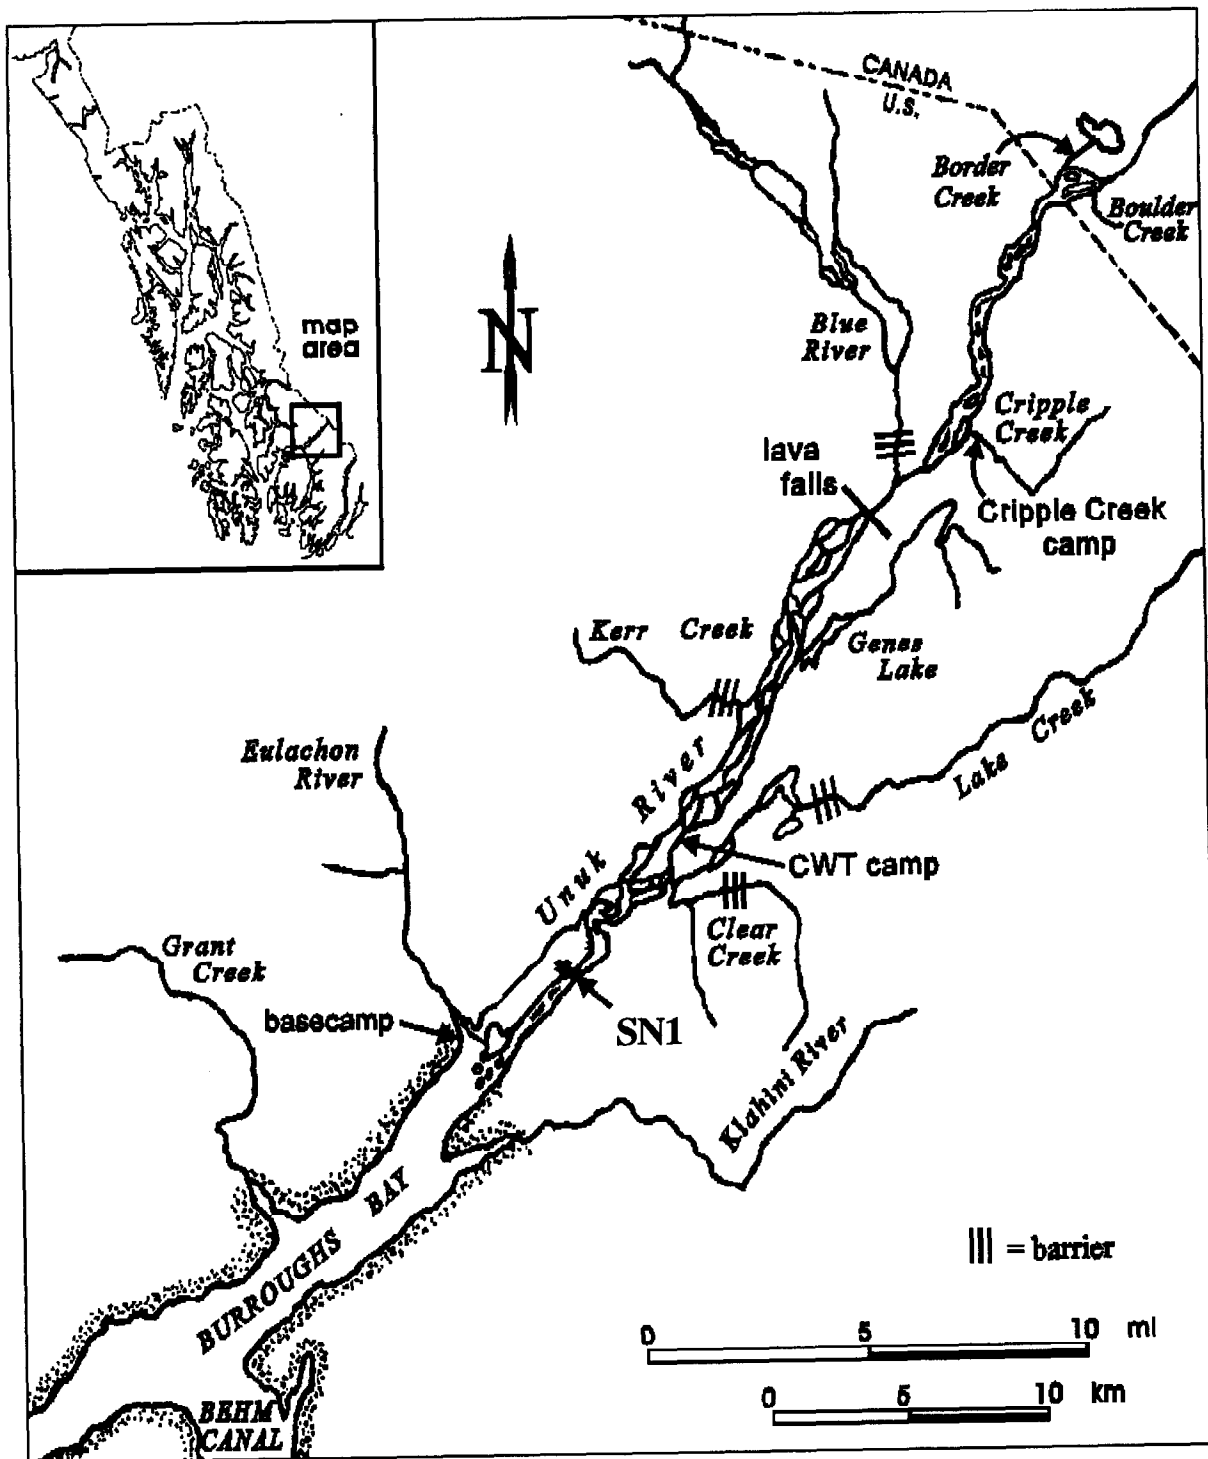 CANADA
U.S.
Border
Creek
Boulder
Creek
map
area
N
Blue
River
Cripple
Creek
lava
falls
Cripple Creek
camp
Kerr Creek
Genes
Lake
Eulachon
River
Unuk River
Lake Creek
CWT camp
Clear
Creek
Grant
Creek
basecamp
SN1
Klahini River
BURROUGHS BAY
= barrier
0 5 10 mi
0 5 10 km
BEHM
CANAL